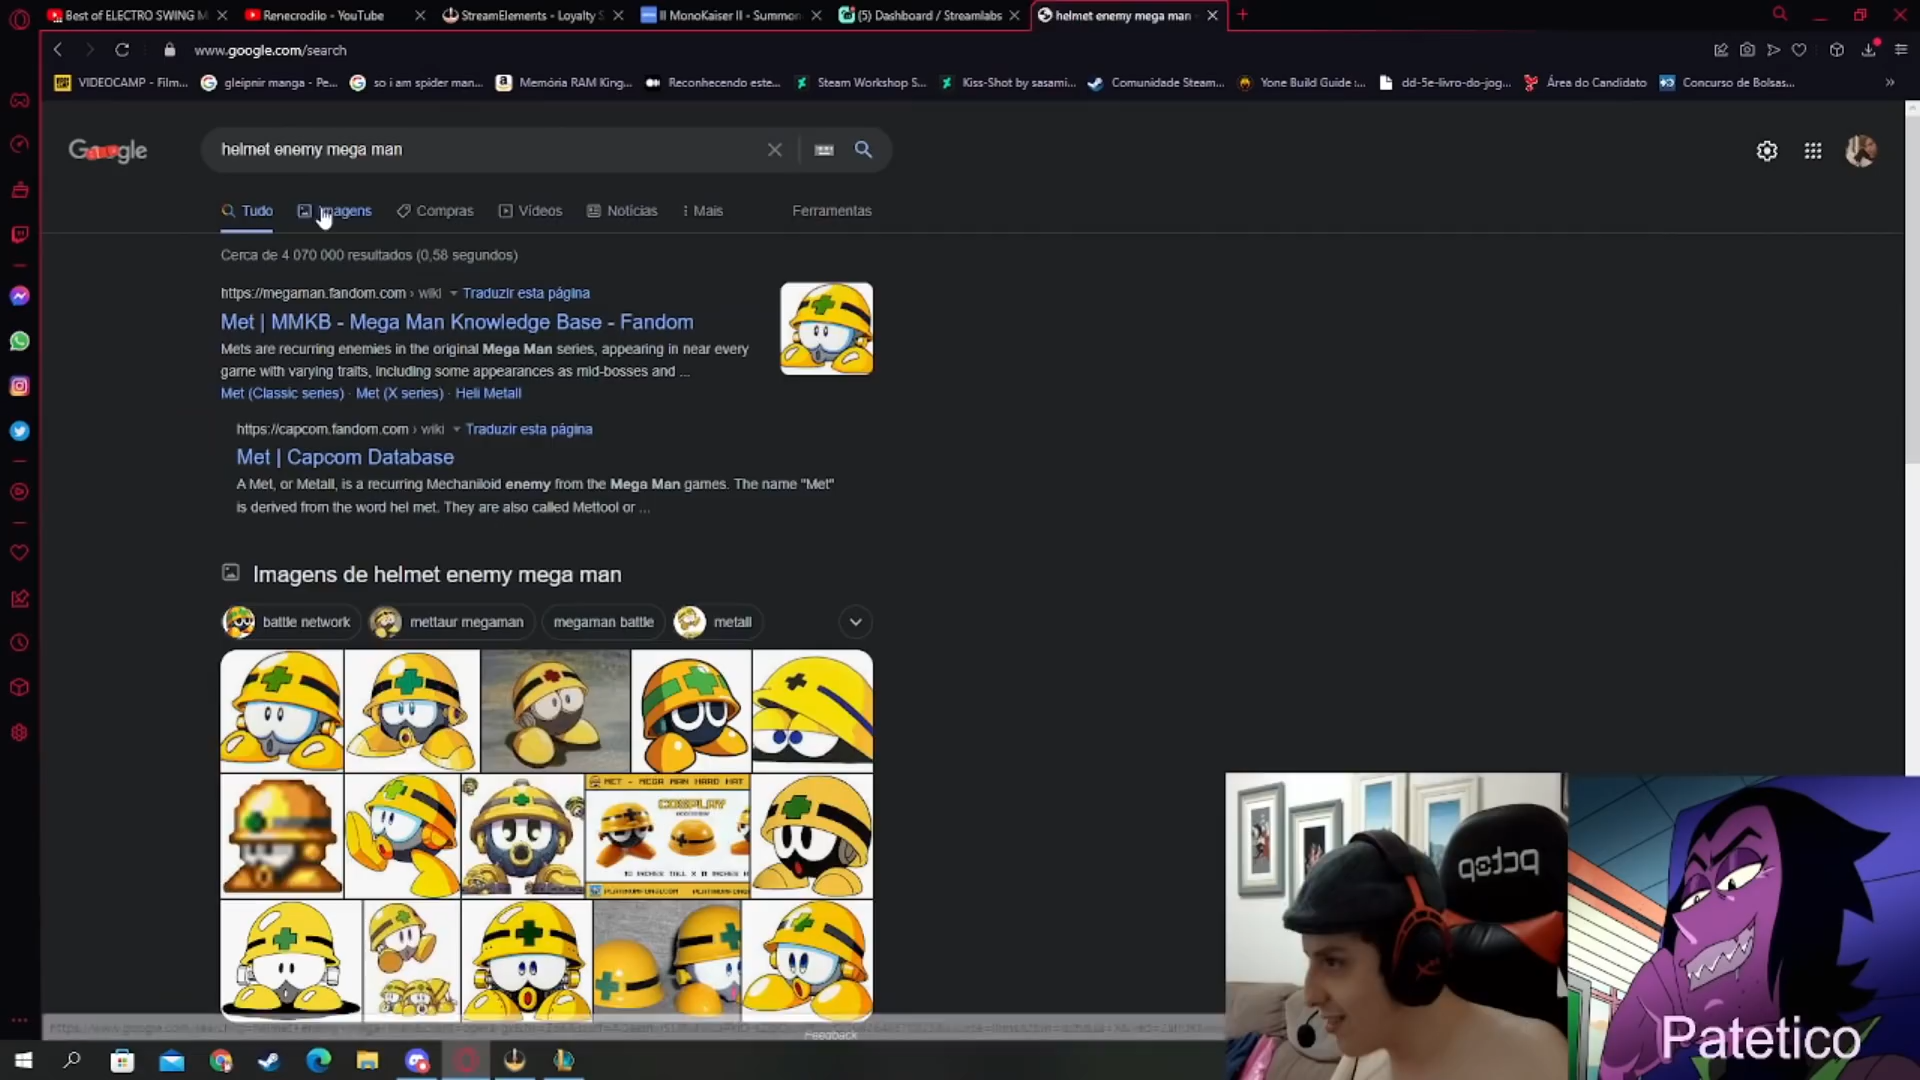 Best of ELECTRO SWING M
Renecrodilo - YouTube
StreamElements - Loyalty S
II MonoKaiser II - Summon
(5) Dashboard / Streamlabs
helmet enemy mega man -
www.google.com/search
VIDEOCAMP - Film...
gleipnir manga - Pe...
so i am spider man...
Memória RAM King...
Reconhecendo este...
Steam Workshop S...
Kiss-Shot by sasami...
Comunidade Steam...
Yone Build Guide :...
dd-5e-livro-do-jog...
Área do Candidato
Concurso de Bolsas...
Google
helmet enemy mega man
Tudo
Imagens
Compras
Vídeos
Notícias
Mais
Ferramentas
Cerca de 4 070 000 resultados (0,58 segundos)
https://megaman.fandom.com › wiki
Traduzir esta página
Met | MMKB - Mega Man Knowledge Base - Fandom
Mets are recurring enemies in the original Mega Man series, appearing in near every
game with varying traits, including some appearances as mid-bosses and ...
Met (Classic series) · Met (X series) · Heli Metall
https://capcom.fandom.com › wiki
Traduzir esta página
Met | Capcom Database
A Met, or Metall, is a recurring Mechaniloid enemy from the Mega Man games. The name "Met"
is derived from the word hel met. They are also called Mettool or ...
Imagens de helmet enemy mega man
battle network
mettaur megaman
megaman battle
metall
MET - MEGA MAN HARD HAT
COSPLAY
Feedback
Patetico